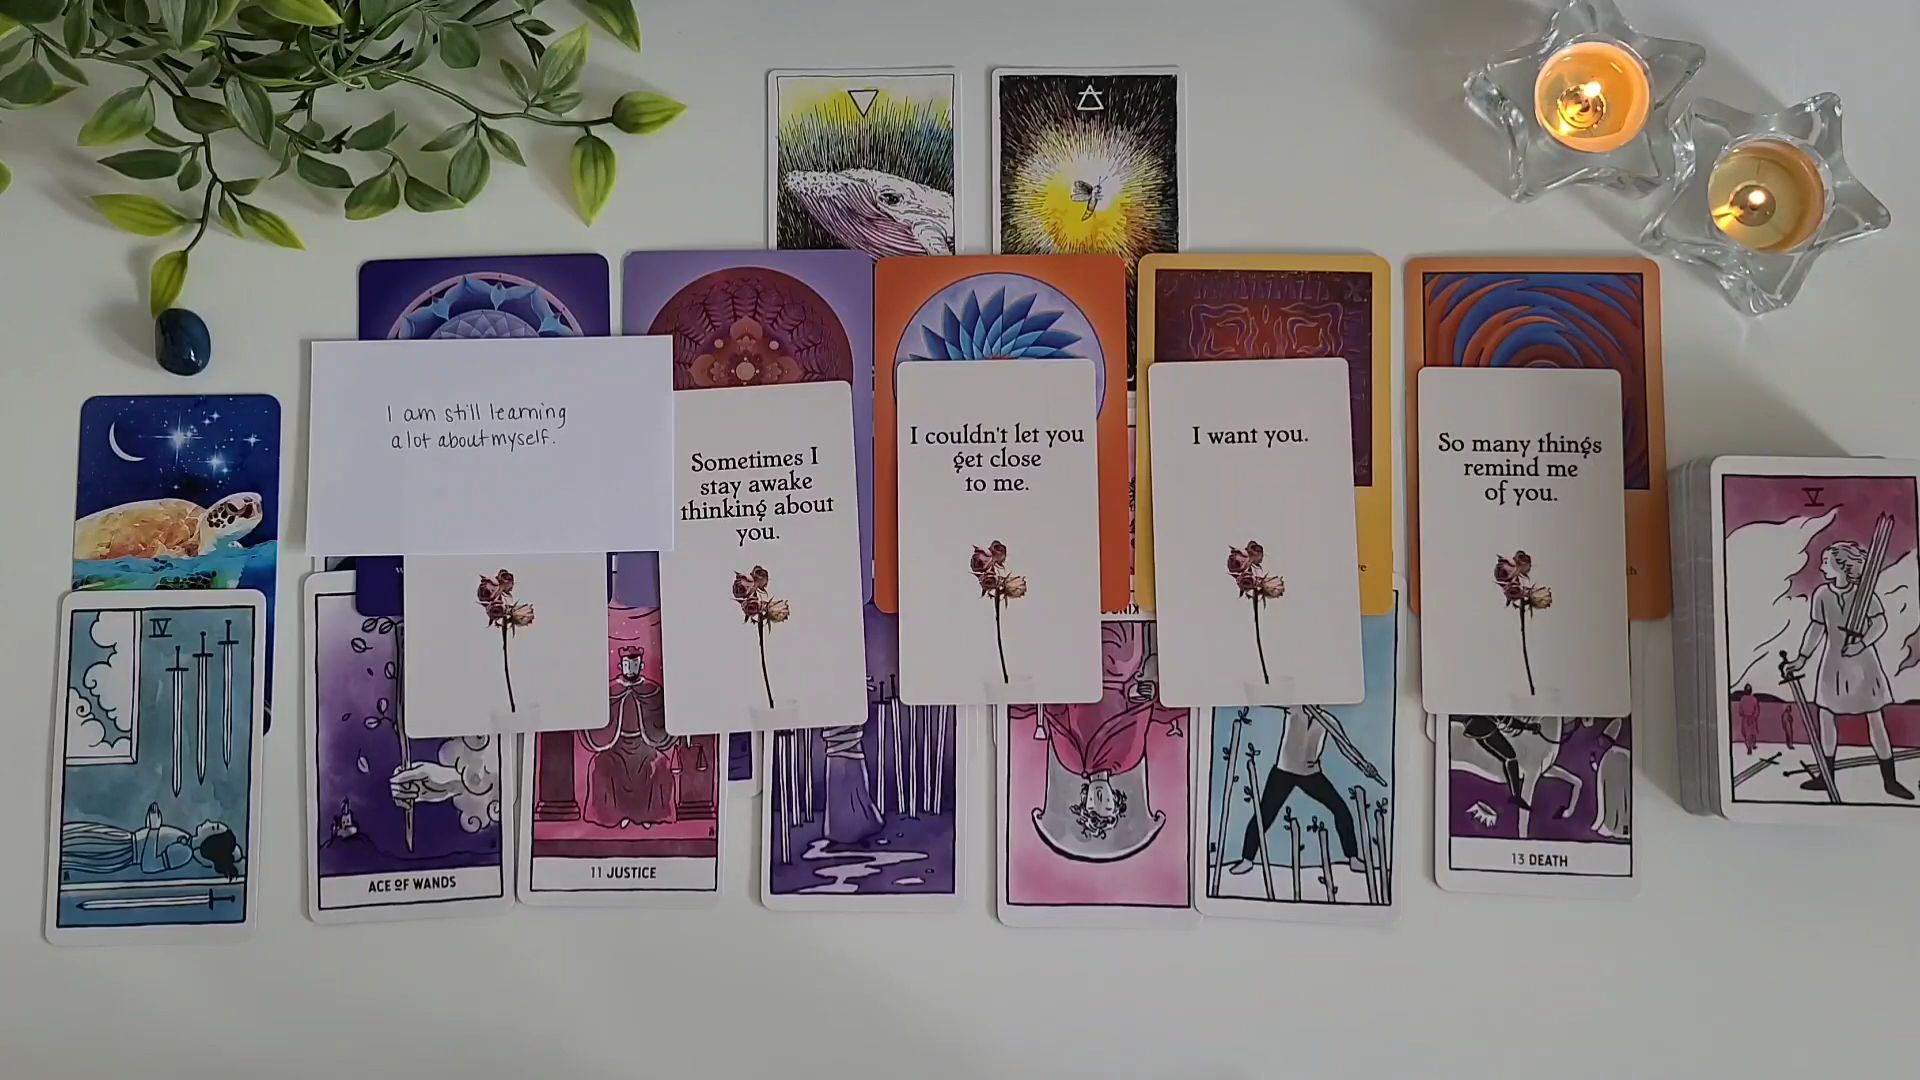 I am still learning
a lot about myself.
Sometimes I
stay awake
thinking about
you.
I couldn't let you
get close
to me.
I want you.
So many things
remind me
of you.
V
IV
ACE OF WANDS
11 JUSTICE
13 DEATH